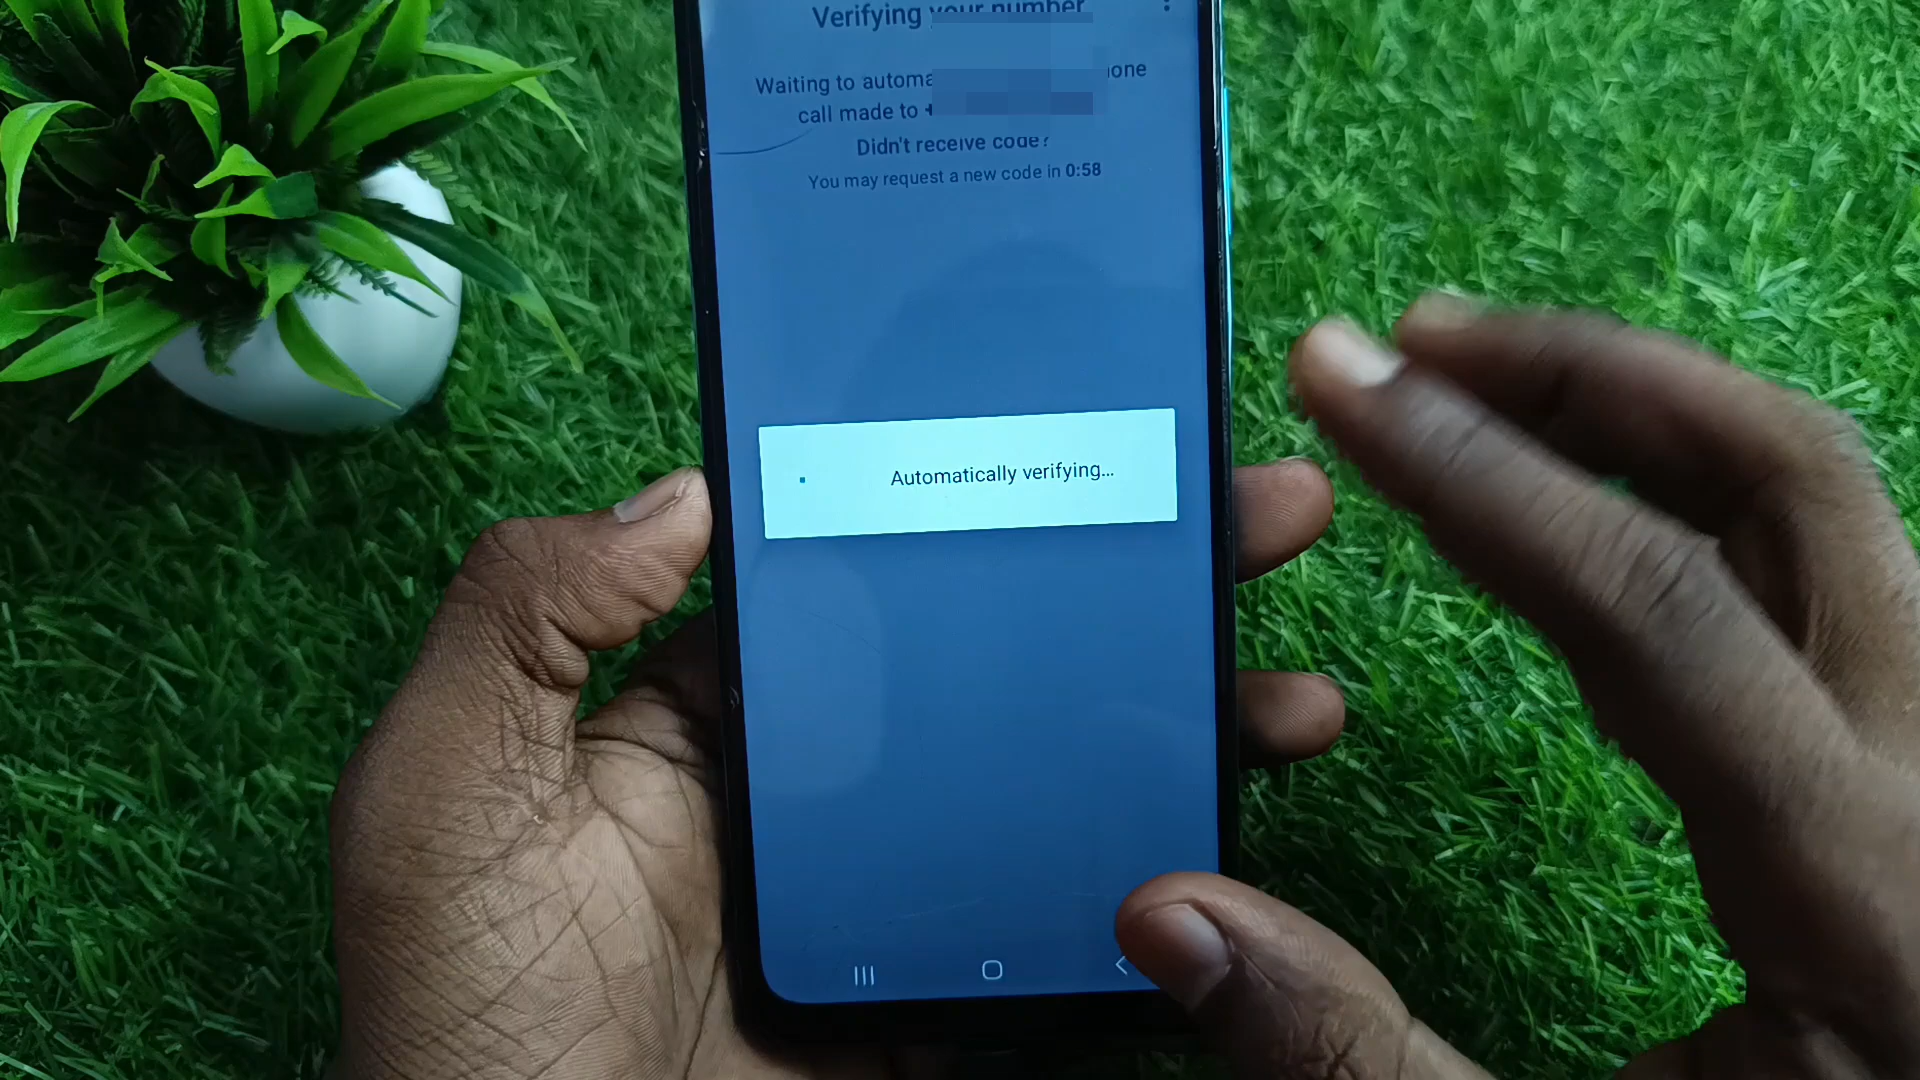 Verifying your number
Waiting to automa one
call made to +
Didn't receive code?
You may request a new code in 0:58
Automatically verifying...